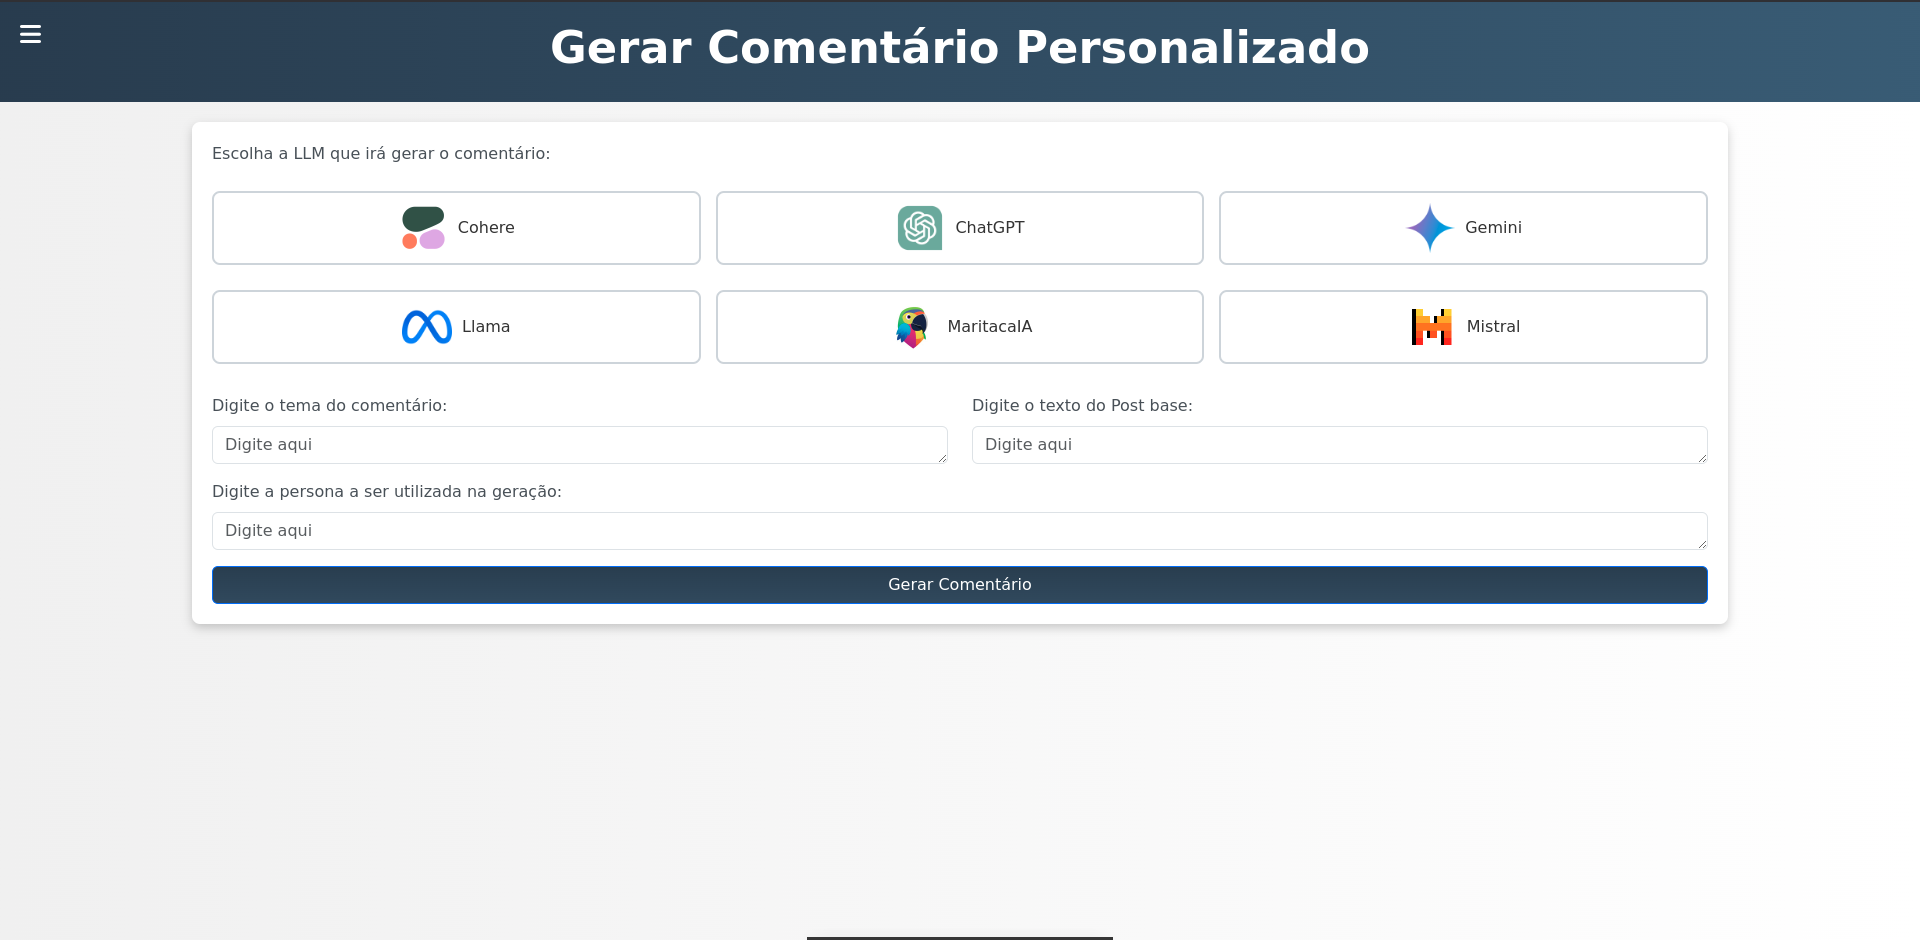 Gerar Comentário Personalizado
Escolha a LLM que irá gerar o comentário:
Cohere
ChatGPT
Gemini
Llama
MaritacaIA
Mistral
Digite o tema do comentário:
Digite o texto do Post base:
Digite aqui
Digite aqui
Digite a persona a ser utilizada na geração:
Digite aqui
Gerar Comentário